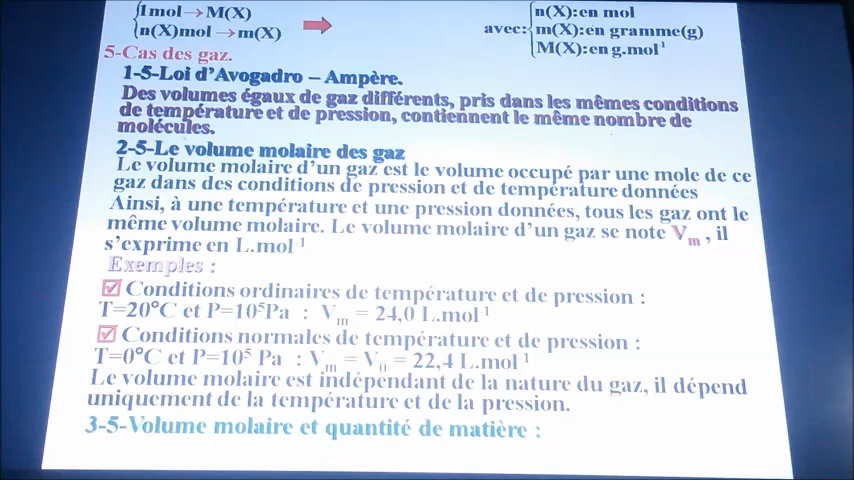 1mol→M(X)
n(X)mol→m(X)
avec:
n(X):en mol
m(X):en gramme(g)
M(X):en g.mol¹
5-Cas des gaz.
1-5-Loi d'Avogadro – Ampère.
Des volumes égaux de gaz différents, pris dans les mêmes conditions
de température et de pression, contiennent le même nombre de
molécules.
2-5-Le volume molaire des gaz
Le volume molaire d'un gaz est le volume occupé par une mole de ce
gaz dans des conditions de pression et de température données
Ainsi, à une température et une pression données, tous les gaz ont le
même volume molaire. Le volume molaire d'un gaz se note Vm , il
s'exprime en L.mol⁻¹
Exemples :
☑ Conditions ordinaires de température et de pression :
T=20°C et P=10⁵Pa : Vm = 24,0 L.mol⁻¹
☑ Conditions normales de température et de pression :
T=0°C et P=10⁵ Pa : Vm = V0 = 22,4 L.mol⁻¹
Le volume molaire est indépendant de la nature du gaz, il dépend
uniquement de la température et de la pression.
3-5-Volume molaire et quantité de matière :